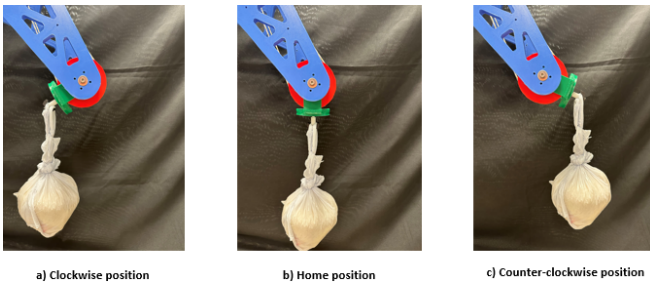 a) Clockwise position
b) Home position
c) Counter-clockwise position